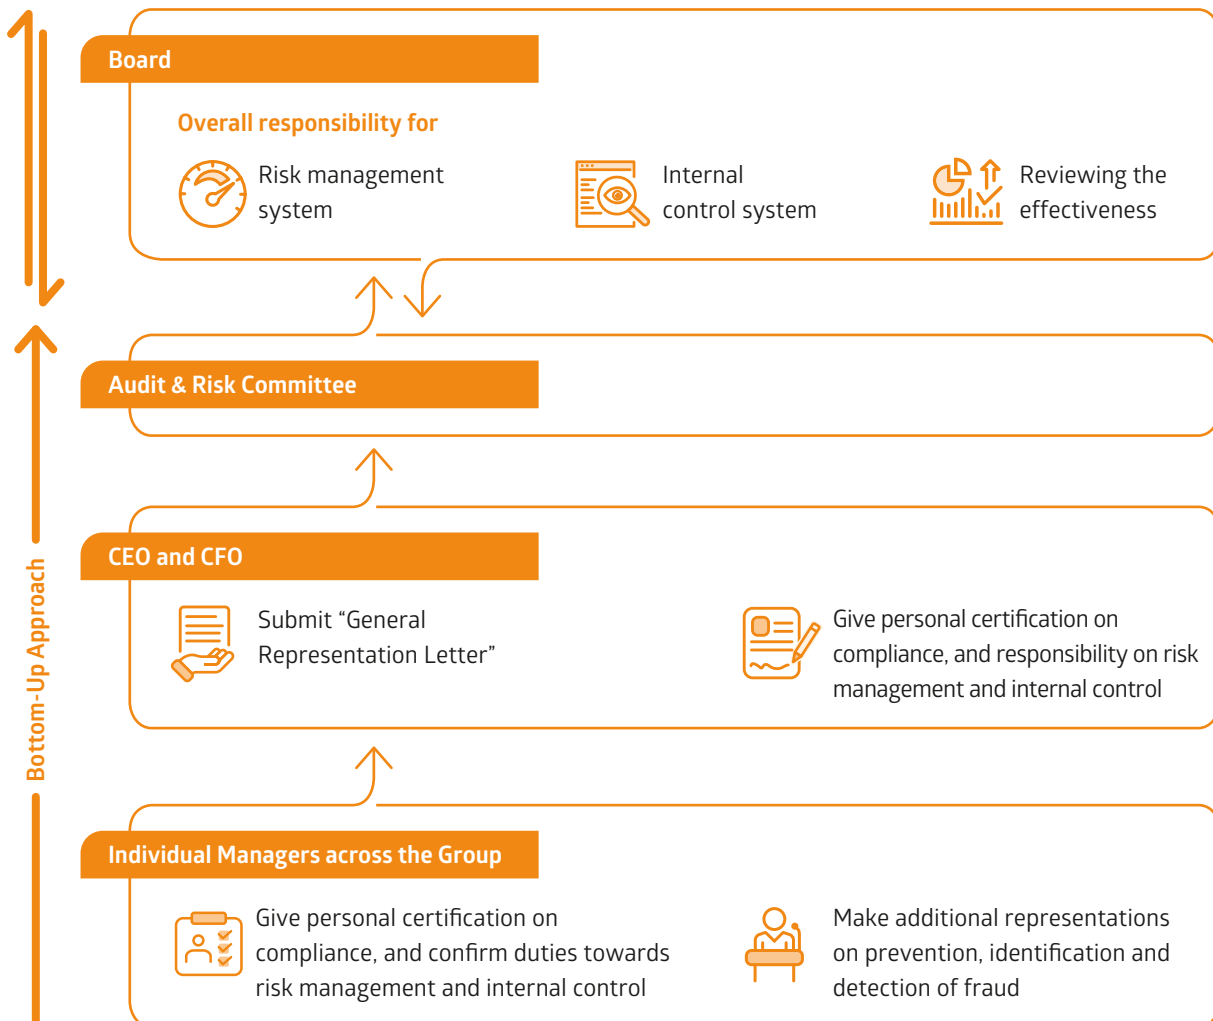 Board
Overall responsibility for
Risk management
system
Internal
control system
Reviewing the
effectiveness
Audit & Risk Committee
CEO and CFO
Submit “General
Representation Letter”
Give personal certification on
compliance, and responsibility on risk
management and internal control
Bottom-Up Approach
Individual Managers across the Group
Give personal certification on
compliance, and confirm duties towards
risk management and internal control
Make additional representations
on prevention, identification and
detection of fraud